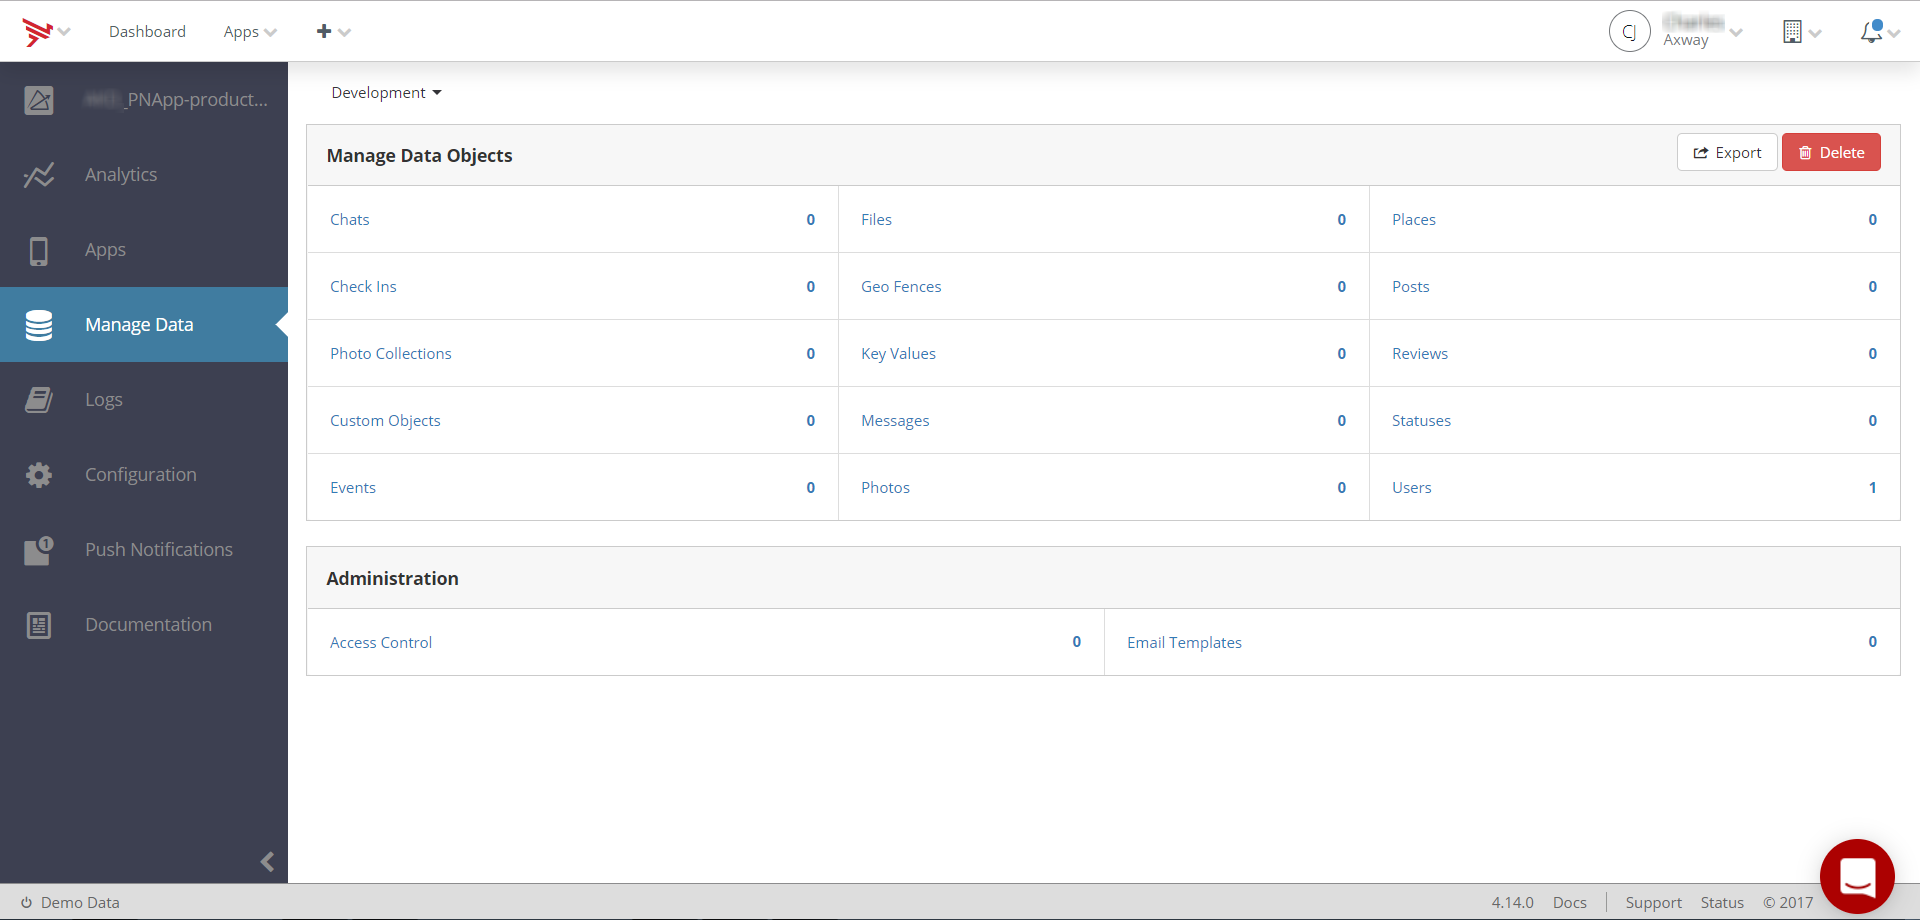 Dashboard Apps
CJ
Axway
_PNApp-product...
Analytics
Apps
Manage Data
Logs
Configuration
Push Notifications
1
Documentation
Development
Manage Data Objects
Export Delete
Chats 0 Files 0 Places 0
Check Ins 0 Geo Fences 0 Posts 0
Photo Collections 0 Key Values 0 Reviews 0
Custom Objects 0 Messages 0 Statuses 0
Events 0 Photos 0 Users 1
Administration
Access Control 0 Email Templates 0
Demo Data
4.14.0 Docs Support Status © 2017